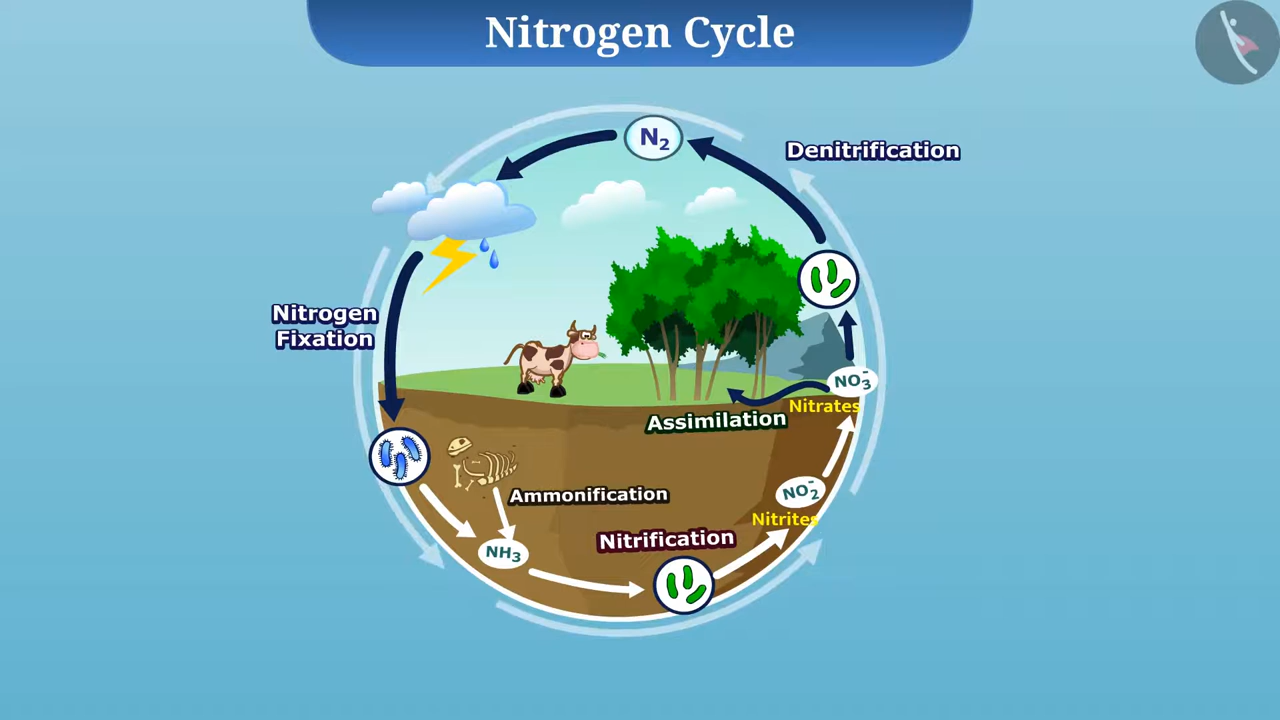 Nitrogen Cycle
N₂
Denitrification
Nitrogen
Fixation
NO₃⁻
Nitrates
Assimilation
NO₂⁻
Ammonification
Nitrites
Nitrification
NH₃